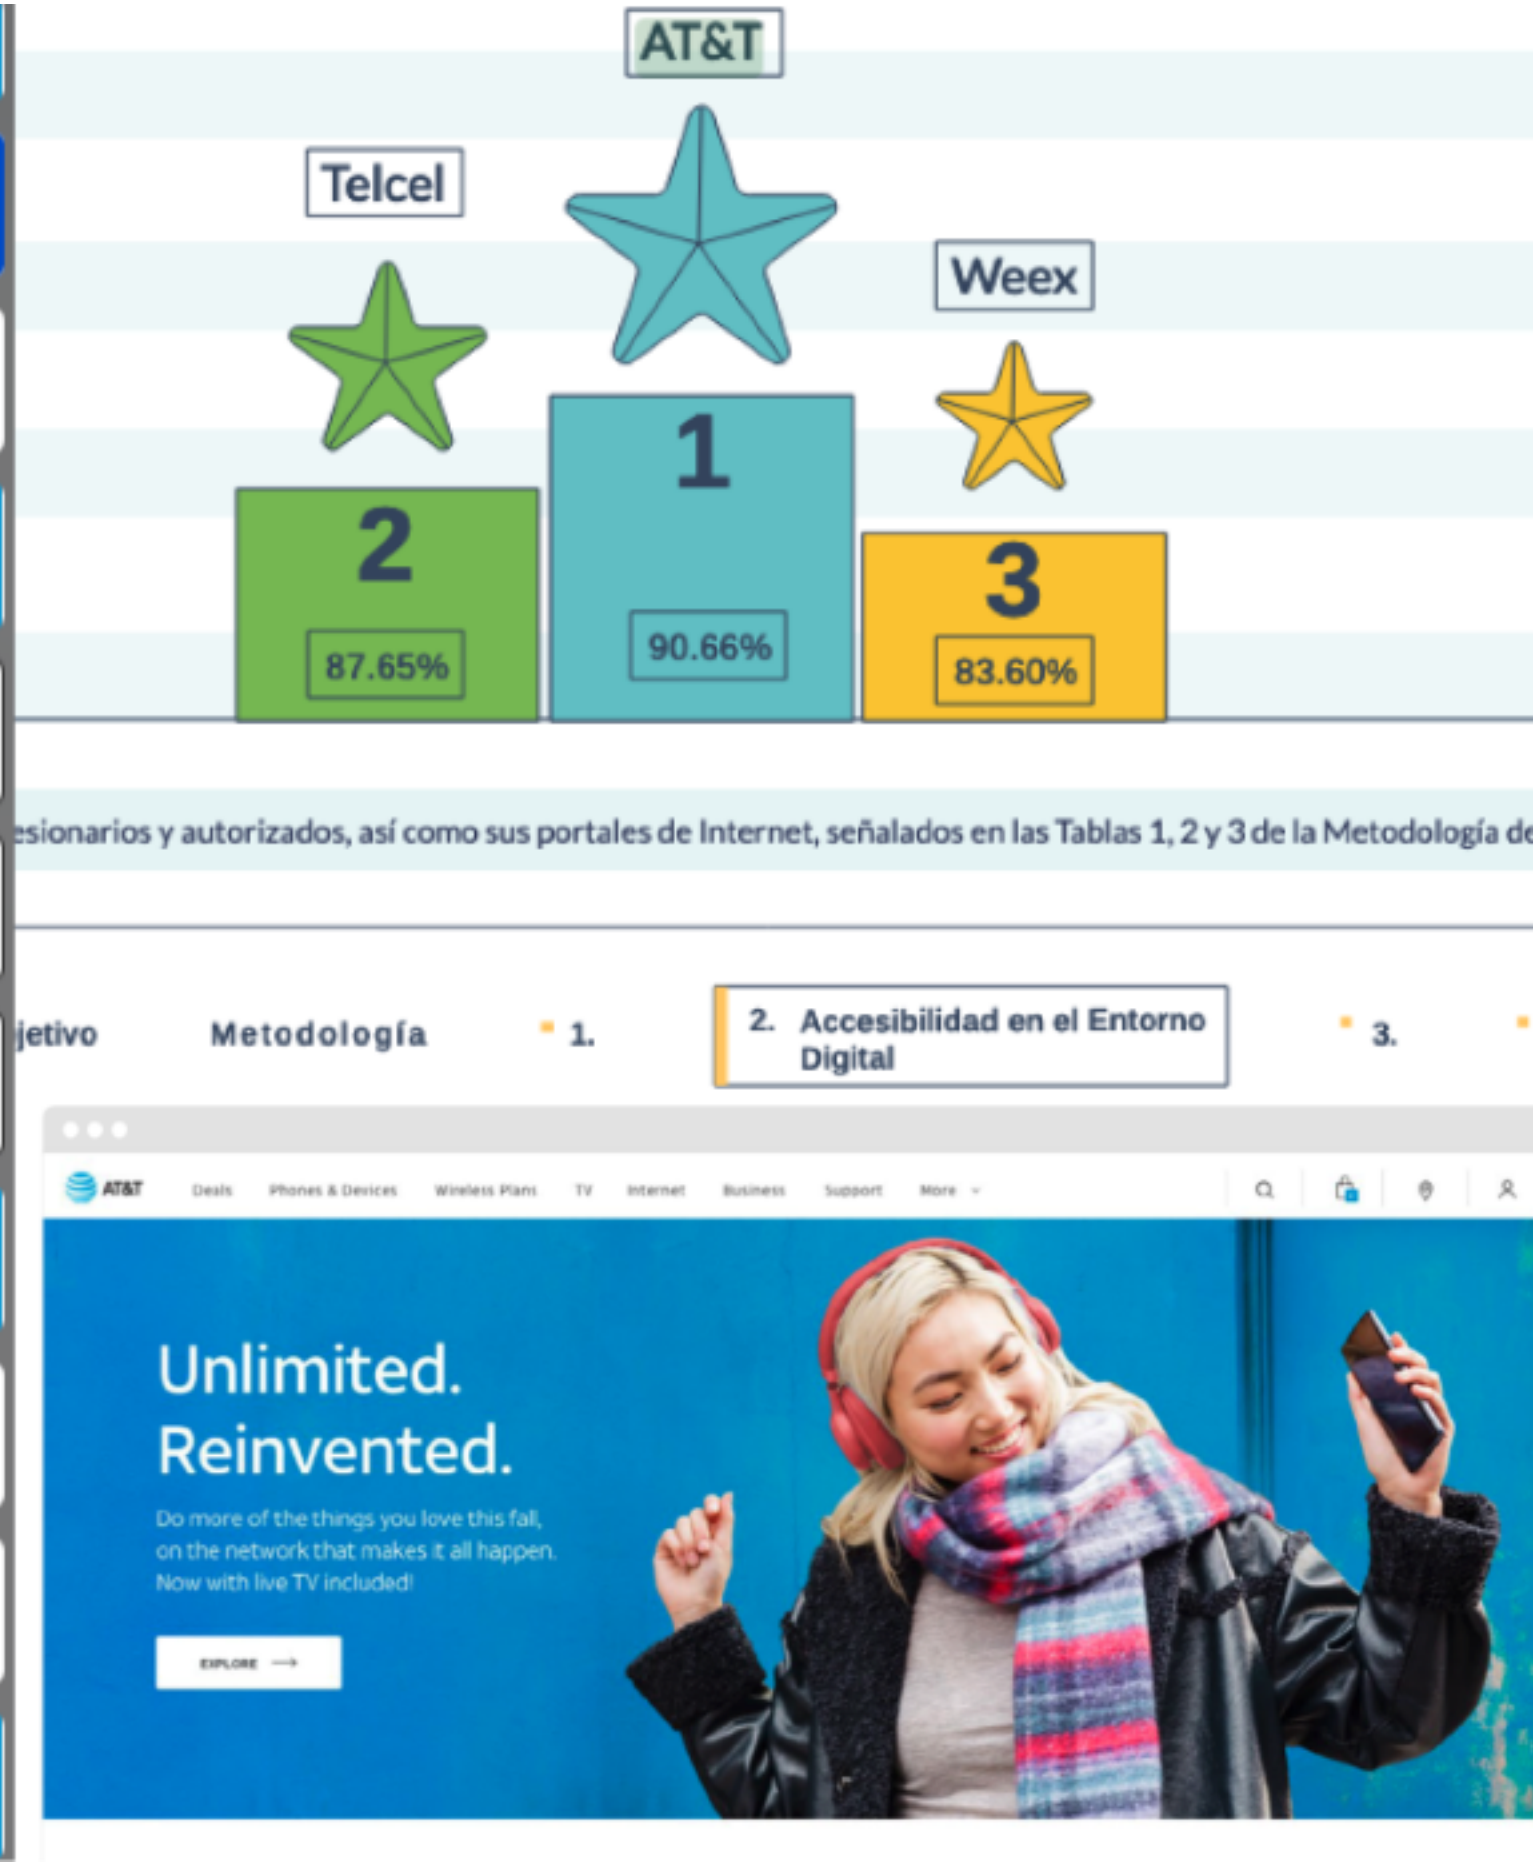 AT&T
Telcel
Weex
1
2
3
90.66%
87.65%
83.60%
esionarios y autorizados, así como sus portales de Internet, señalados en las Tablas 1, 2 y 3 de la Metodología de
jetivo
Metodología
1.
2. Accesibilidad en el Entorno
Digital
3.
AT&T
Deals
Phones & Devices
Wireless Plans
TV
Internet
Business
Support
More
Unlimited.
Reinvented.
Do more of the things you love this fall,
on the network that makes it all happen.
Now with live TV included!
EXPLORE